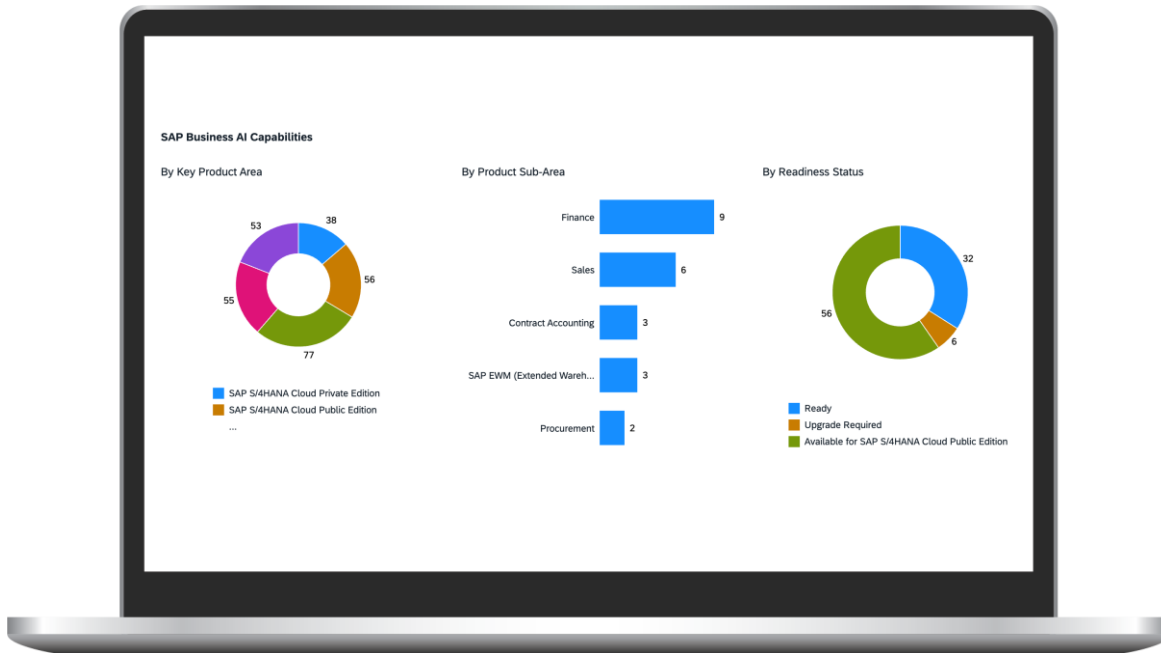 SAP Business AI Capabilities
By Key Product Area
53
38
56
55
77
SAP S/4HANA Cloud Private Edition
SAP S/4HANA Cloud Public Edition
...
By Product Sub-Area
Finance 9
Sales 6
Contract Accounting 3
SAP EWM (Extended Wareh... 3
Procurement 2
By Readiness Status
32
56
6
Ready
Upgrade Required
Available for SAP S/4HANA Cloud Public Edition